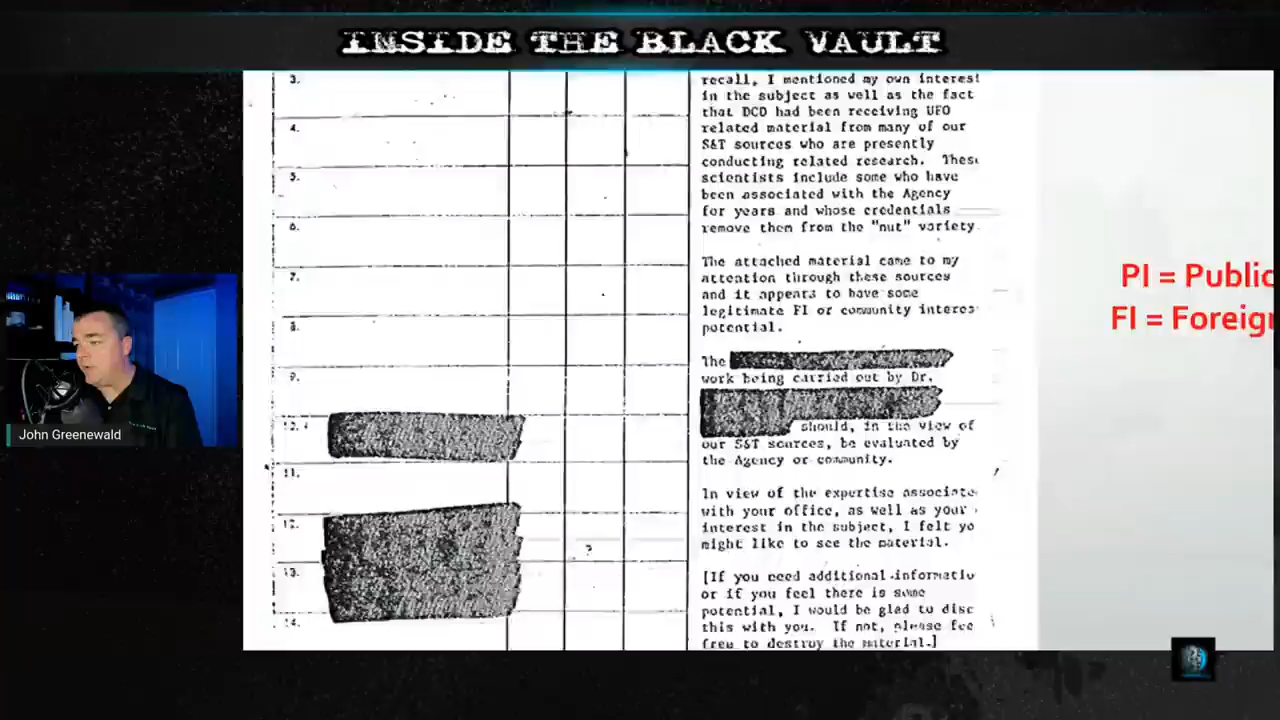 INSIDE THE BLACK VAULT
3.
4.
5.
6.
7.
8.
9.
10.
11.
12.
13.
14.
?
recall, I mentioned my own interest
in the subject as well as the fact
that DCD had been receiving UFO
related material from many of our
S&T sources who are presently
conducting related research. These
scientists include some who have
been associated with the Agency
for years and whose credentials
remove them from the "nut" variety
The attached material came to my
attention through these sources
and it appears to have some
legitimate FI or community interes
potential.
The
work being carried out by Dr.
should, in the view of
our S&T sources, be evaluated by
the Agency or community.
In view of the expertise associate
with your office, as well as your
interest in the subject, I felt yo
might like to see the material.
[If you need additional informatio
or if you feel there is some
potential, I would be glad to disc
this with you. If not, please fee
free to destroy the material.]
PI = Public
FI = Foreign
John Greenewald